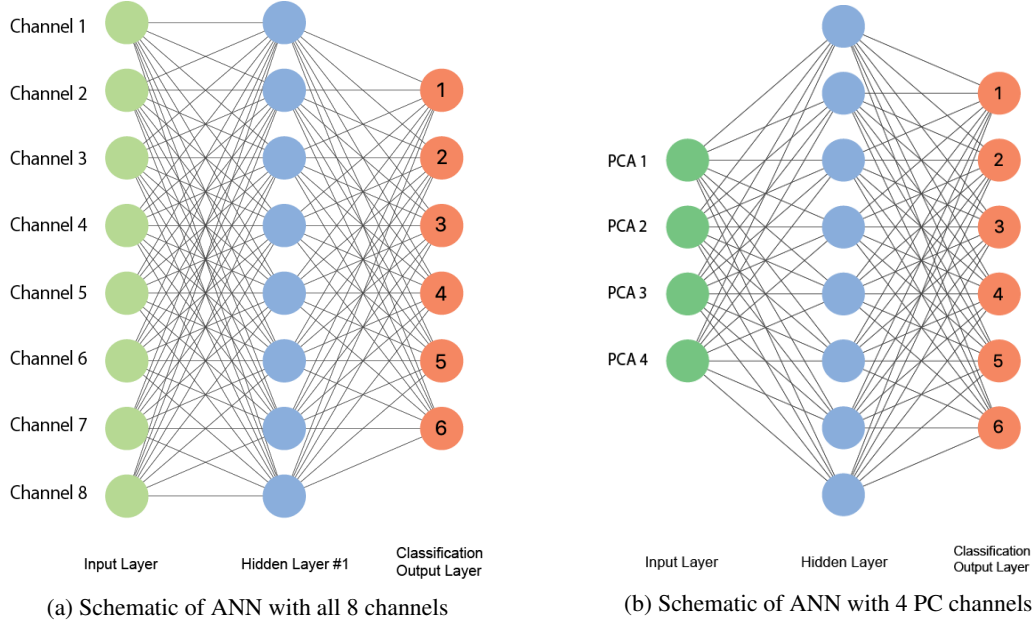 Channel 1
Channel 2
Channel 3
Channel 4
Channel 5
Channel 6
Channel 7
Channel 8
1
2
3
4
5
6
Input Layer
Hidden Layer #1
Classification
Output Layer
(a) Schematic of ANN with all 8 channels
PCA 1
PCA 2
PCA 3
PCA 4
1
2
3
4
5
6
Input Layer
Hidden Layer
Classification
Output Layer
(b) Schematic of ANN with 4 PC channels